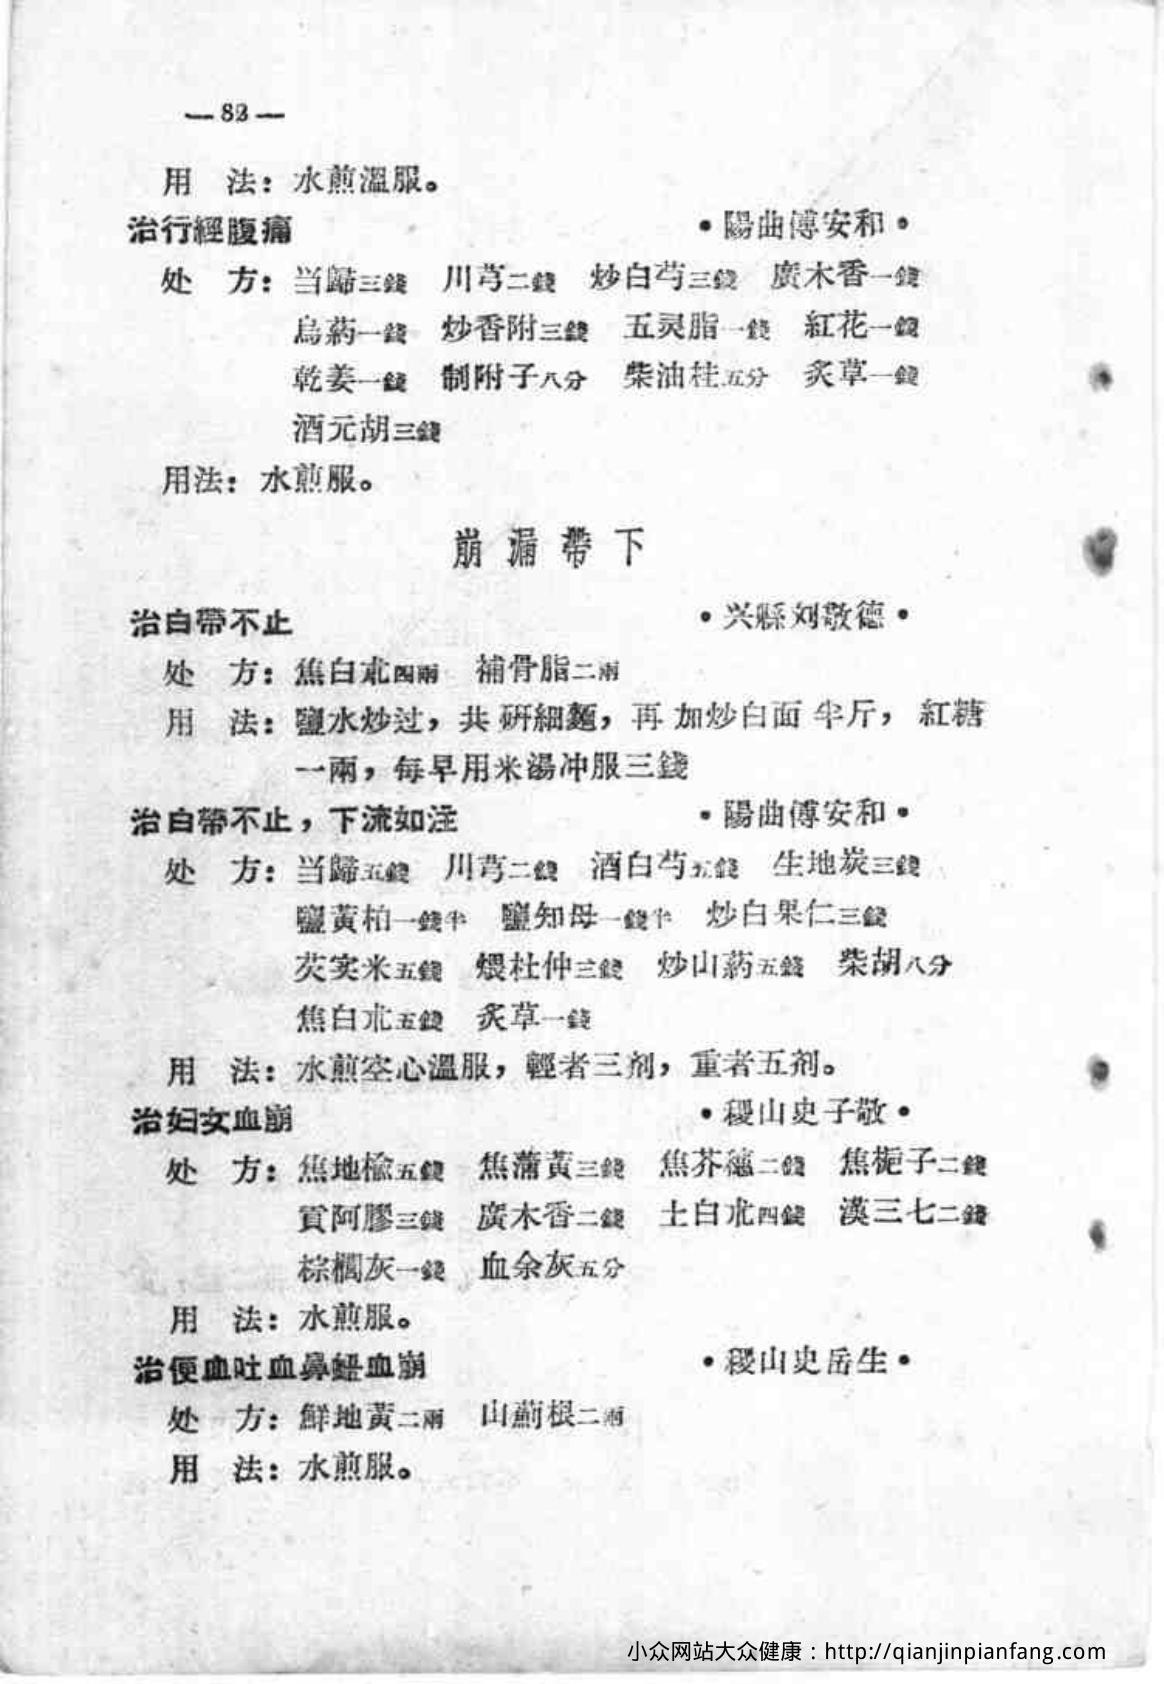 —82—
用　法：水煎溫服。
治行經腹痛　•陽曲傅安和•
处　方：当歸三錢　川芎二錢　炒白芍三錢　廣木香一錢
烏葯一錢　炒香附三錢　五灵脂一錢　紅花一錢
乾姜一錢　制附子八分　柴油桂五分　炙草一錢
酒元胡三錢
用法：水煎服。
崩漏帶下
治白帶不止　•兴縣刘敬德•
处　方：焦白朮四兩　補骨脂二兩
用　法：鹽水炒过，共研細麵，再加炒白面半斤，紅糖
一兩，每早用米湯冲服三錢
治白帶不止，下流如注　•陽曲傅安和•
处　方：当歸五錢　川芎二錢　酒白芍五錢　生地炭三錢
鹽黃柏一錢半　鹽知母一錢半　炒白果仁三錢
芡实米五錢　煨杜仲三錢　炒山葯五錢　柴胡八分
焦白朮五錢　炙草一錢
用　法：水煎空心溫服，輕者三剂，重者五剂。
治妇女血崩　•稷山史子敬•
处　方：焦地楡五錢　焦蒲黃三錢　焦芥穗二錢　焦梔子二錢
貢阿膠三錢　廣木香二錢　土白朮四錢　漢三七二錢
棕櫚灰一錢　血余灰五分
用　法：水煎服。
治便血吐血鼻衄血崩　•稷山史岳生•
处　方：鮮地黃二兩　山薊根二兩
用　法：水煎服。
小众网站大众健康：http://qianjinpianfang.com